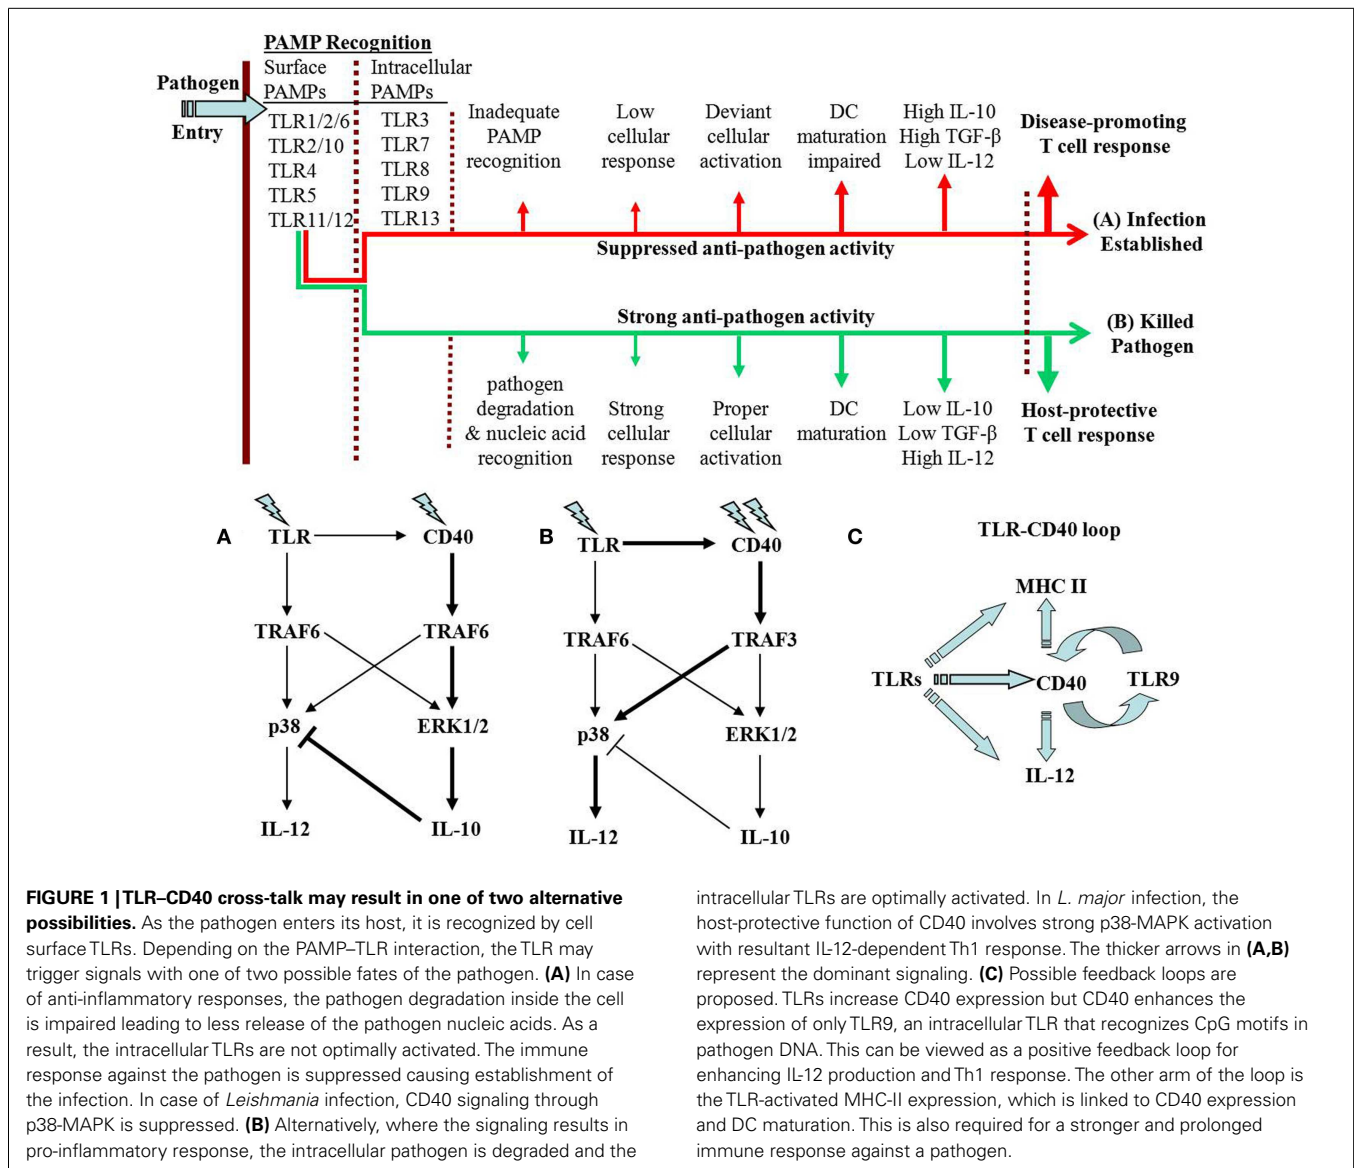 PAMP Recognition
Surface
PAMPs
Intracellular
PAMPs
Pathogen
Entry
TLR1/2/6
TLR2/10
TLR4
TLR5
TLR11/12
TLR3
TLR7
TLR8
TLR9
TLR13
Inadequate
PAMP
recognition
Low
cellular
response
Deviant
cellular
activation
DC
maturation
impaired
High IL-10
High TGF-β
Low IL-12
Disease-promoting
T cell response
Suppressed anti-pathogen activity
(A) Infection
Established
Strong anti-pathogen activity
(B) Killed
Pathogen
pathogen
degradation
& nucleic acid
recognition
Strong
cellular
response
Proper
cellular
activation
DC
maturation
Low IL-10
Low TGF-β
High IL-12
Host-protective
T cell response
A
TLR
CD40
TRAF6
TRAF6
p38
ERK1/2
IL-12
IL-10
B
TLR
CD40
TRAF6
TRAF3
p38
ERK1/2
IL-12
IL-10
C
TLR-CD40 loop
MHC II
TLRs
CD40
TLR9
IL-12
FIGURE 1 | TLR–CD40 cross-talk may result in one of two alternative
possibilities. As the pathogen enters its host, it is recognized by cell
surface TLRs. Depending on the PAMP–TLR interaction, the TLR may
trigger signals with one of two possible fates of the pathogen. (A) In case
of anti-inflammatory responses, the pathogen degradation inside the cell
is impaired leading to less release of the pathogen nucleic acids. As a
result, the intracellular TLRs are not optimally activated. The immune
response against the pathogen is suppressed causing establishment of
the infection. In case of Leishmania infection, CD40 signaling through
p38-MAPK is suppressed. (B) Alternatively, where the signaling results in
pro-inflammatory response, the intracellular pathogen is degraded and the
intracellular TLRs are optimally activated. In L. major infection, the
host-protective function of CD40 involves strong p38-MAPK activation
with resultant IL-12-dependent Th1 response. The thicker arrows in (A,B)
represent the dominant signaling. (C) Possible feedback loops are
proposed. TLRs increase CD40 expression but CD40 enhances the
expression of only TLR9, an intracellular TLR that recognizes CpG motifs in
pathogen DNA. This can be viewed as a positive feedback loop for
enhancing IL-12 production and Th1 response. The other arm of the loop is
the TLR-activated MHC-II expression, which is linked to CD40 expression
and DC maturation. This is also required for a stronger and prolonged
immune response against a pathogen.